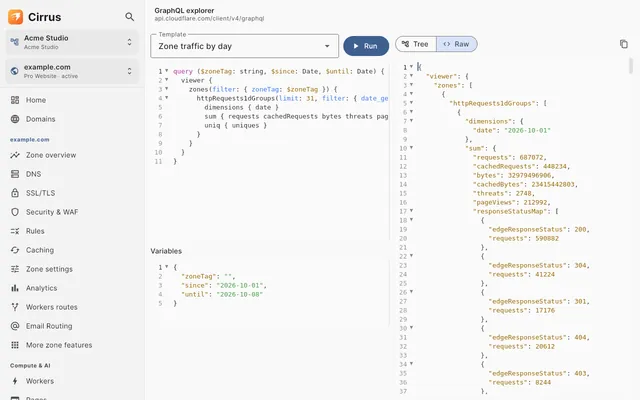 Cirrus
Acme Studio
Acme Studio
example.com
Pro Website · active
Home
Domains
example.com
Zone overview
DNS
SSL/TLS
Security & WAF
Rules
Caching
Zone settings
Analytics
Workers routes
Email Routing
More zone features
Compute & AI
Workers
GraphQL explorer
api.cloudflare.com/client/v4/graphql
Template
Zone traffic by day
Run
Tree
Raw
1 query ($zoneTag: string, $since: Date, $until: Date) {
2 viewer {
3 zones(filter: { zoneTag: $zoneTag }) {
4 httpRequests1dGroups(limit: 31, filter: { date_ge
5 dimensions { date }
6 sum { requests cachedRequests bytes threats pag
7 uniq { uniques }
8 }
9 }
10 }
11 }
Variables
1 {
2 "zoneTag": "",
3 "since": "2026-10-01",
4 "until": "2026-10-08"
5 }
1 {
2 "viewer": {
3 "zones": [
4 {
5 "httpRequests1dGroups": [
6 {
7 "dimensions": {
8 "date": "2026-10-01"
9 },
10 "sum": {
11 "requests": 687072,
12 "cachedRequests": 448234,
13 "bytes": 32979496906,
14 "cachedBytes": 23415442803,
15 "threats": 2748,
16 "pageViews": 212992,
17 "responseStatusMap": [
18 {
19 "edgeResponseStatus": 200,
20 "requests": 590882
21 },
22 {
23 "edgeResponseStatus": 304,
24 "requests": 41224
25 },
26 {
27 "edgeResponseStatus": 301,
28 "requests": 17176
29 },
30 {
31 "edgeResponseStatus": 404,
32 "requests": 20612
33 },
34 {
35 "edgeResponseStatus": 403,
36 "requests": 8244
37 },